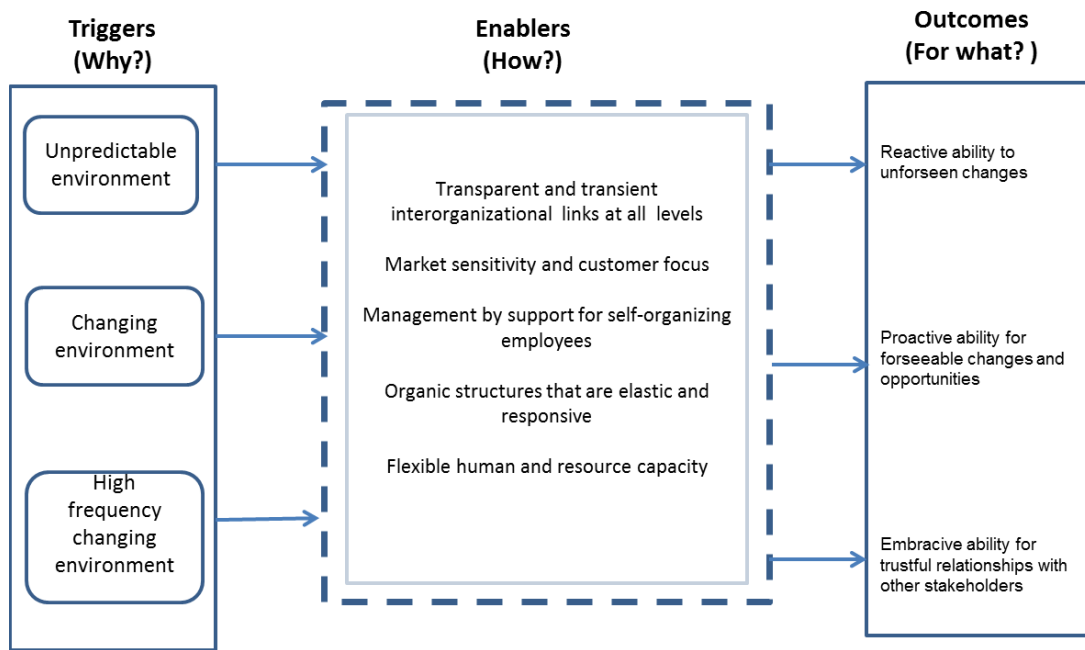 Triggers
(Why?)
Unpredictable
environment
Changing
environment
High
frequency
changing
environment
Enablers
(How?)
Transparent and transient
interorganizational links at all levels
Market sensitivity and customer focus
Management by support for self-organizing
employees
Organic structures that are elastic and
responsive
Flexible human and resource capacity
Outcomes
(For what? )
Reactive ability to
unforseen changes
Proactive ability for
forseeable changes and
opportunities
Embracive ability for
trustful relationships with
other stakeholders